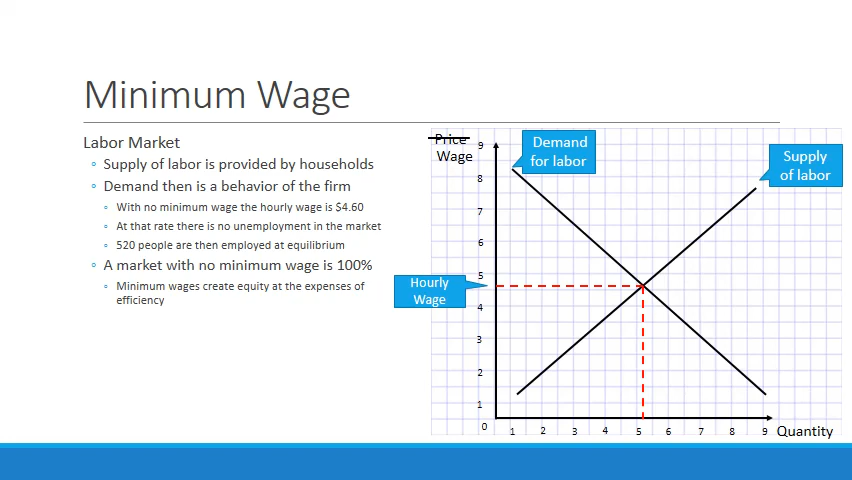 Minimum Wage
Labor Market
◦ Supply of labor is provided by households
◦ Demand then is a behavior of the firm
◦ With no minimum wage the hourly wage is $4.60
◦ At that rate there is no unemployment in the market
◦ 520 people are then employed at equilibrium
◦ A market with no minimum wage is 100%
◦ Minimum wages create equity at the expenses of
efficiency
Price
Wage
Demand
for labor
Supply
of labor
Hourly
Wage
9
8
7
6
5
4
3
2
1
0
1 2 3 4 5 6 7 8 9
Quantity